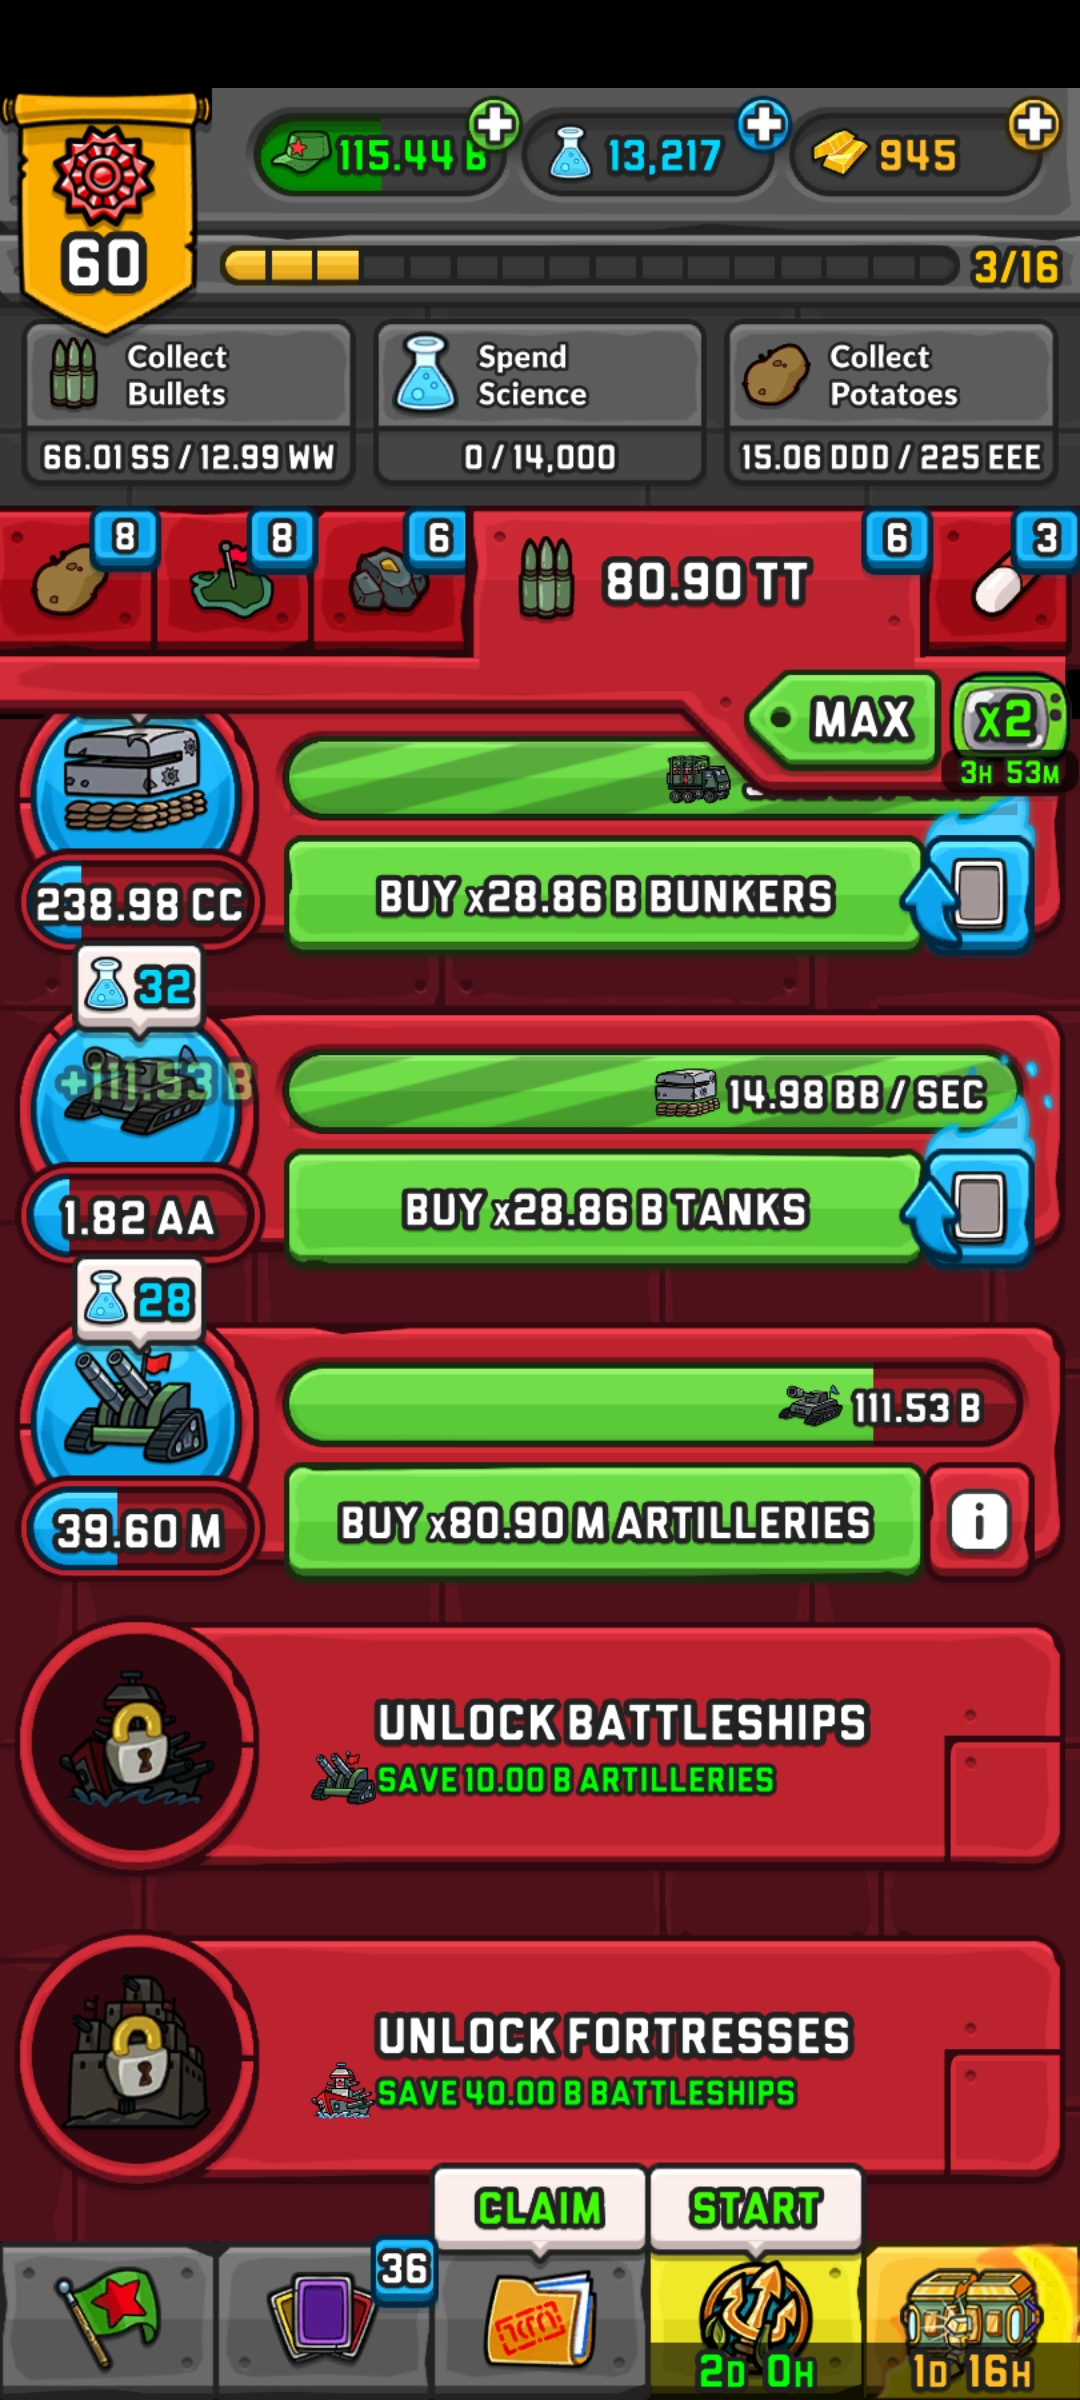 115.44 B
13,217
945
60
3/16
Collect
Bullets
66.01 SS / 12.99 WW
Spend
Science
0 / 14,000
Collect
Potatoes
15.06 DDD / 225 EEE
8
8
6
80.90 TT
6
3
MAX
x2
3H 53M
238.98 CC
BUY x28.86 B BUNKERS
32
+111.53 B
14.98 BB / SEC
1.82 AA
BUY x28.86 B TANKS
28
111.53 B
39.60 M
BUY x80.90 M ARTILLERIES
i
UNLOCK BATTLESHIPS
SAVE 10.00 B ARTILLERIES
UNLOCK FORTRESSES
SAVE 40.00 B BATTLESHIPS
CLAIM
START
36
2D 0H
1D 16H